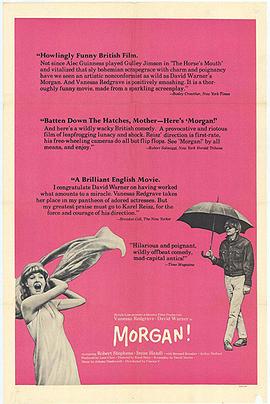 "Howlingly Funny British Film.
Not since Alec Guinness played Gulley Jimson in 'The Horse's Mouth'
and vitalized that sly bohemian scapegrace with charm and poignancy
have we seen an artistic nonconformist as wild as David Warner's
Morgan. And Vanessa Redgrave is positively smashing. It is a thor-
oughly funny movie, made from a sparkling screenplay."
—Bosley Crowther, New York Times
"Batten Down The Hatches, Mother—Here's 'Morgan!'
And here's a wildly wacky British comedy. A provocative and riotous
film of leapfrogging lunacy and shock. Reisz' direction is first-rate,
his free-wheeling cameras do all but flip flops. See 'Morgan' by all
means, and enjoy."
—Robert Salmaggi, New York Herald Tribune
"A Brilliant English Movie.
I congratulate David Warner on having worked
what amounts to a miracle. Vanessa Redgrave takes
her place in my pantheon of adored actresses. But
my greatest praise must go to Karel Reisz, for the
force and courage of his direction."
—Brendan Gill, The New Yorker
"Hilarious and poignant,
wildly offbeat comedy,
mad-capital antics!"
—Time Magazine
Vanessa Redgrave David Warner
MORGAN!
Robert Stephens Irene Handl